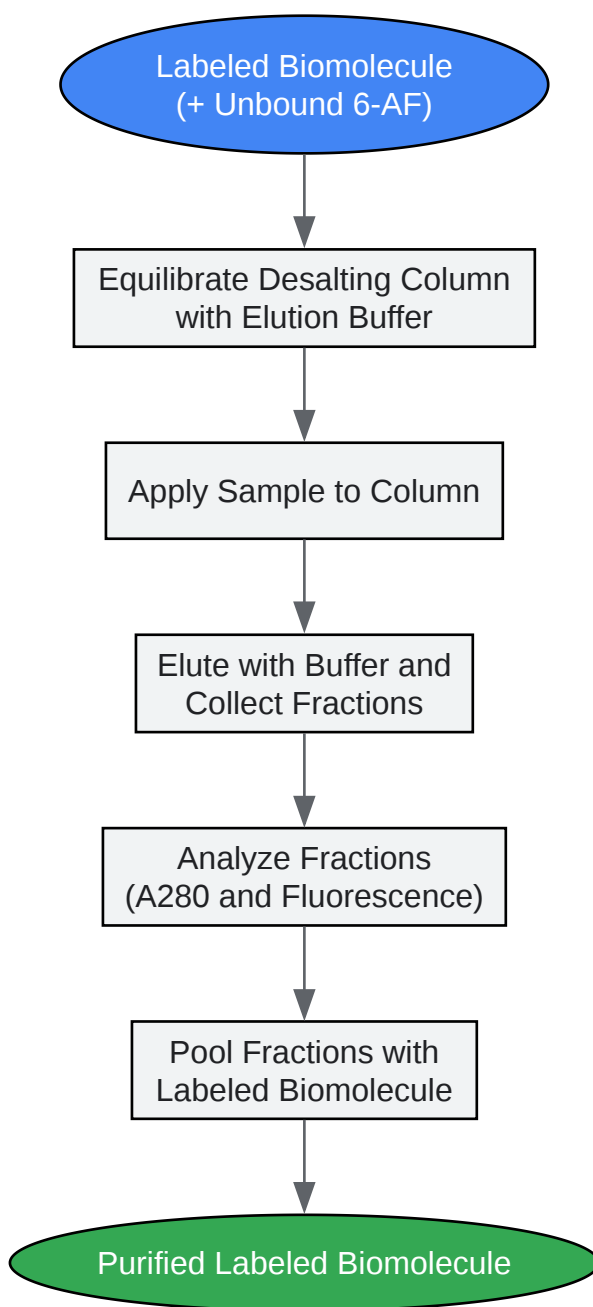 Labeled Biomolecule
(+ Unbound 6-AF)
Equilibrate Desalting Column
with Elution Buffer
Apply Sample to Column
Elute with Buffer and
Collect Fractions
Analyze Fractions
(A280 and Fluorescence)
Pool Fractions with
Labeled Biomolecule
Purified Labeled Biomolecule